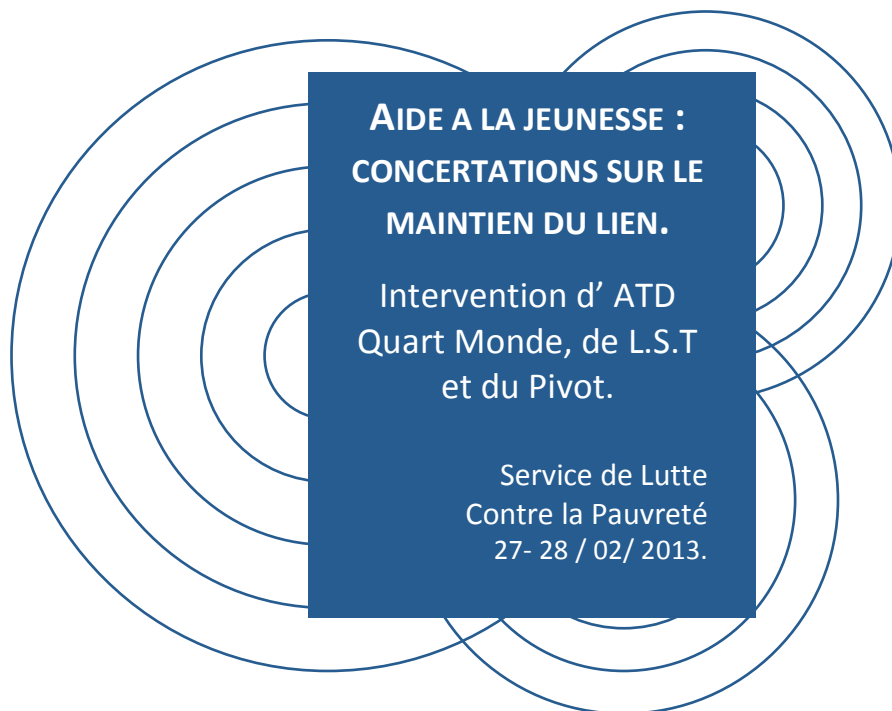 AIDE A LA JEUNESSE :
CONCERTATIONS SUR LE
MAINTIEN DU LIEN.
Intervention d’ ATD
Quart Monde, de L.S.T
et du Pivot.
Service de Lutte
Contre la Pauvreté
27- 28 / 02/ 2013.